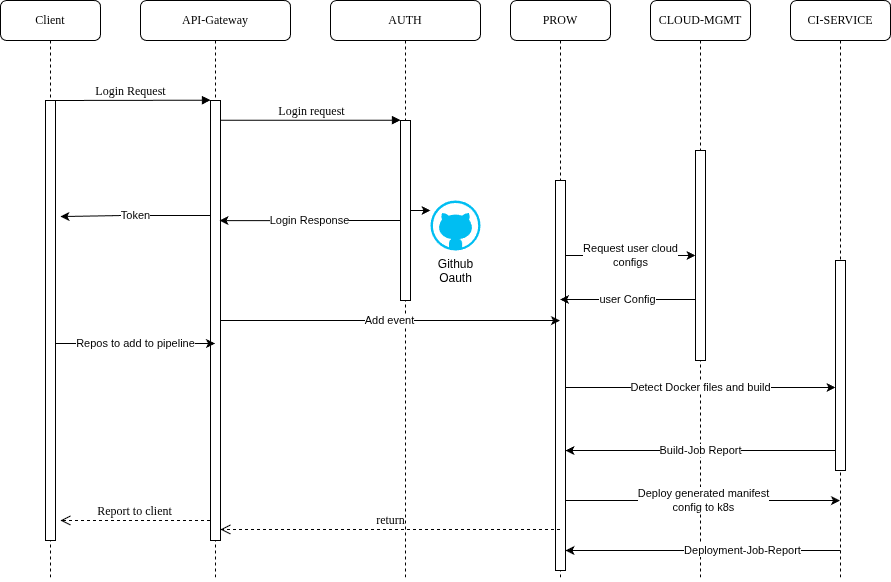 Client
API-Gateway
AUTH
PROW
CLOUD-MGMT
CI-SERVICE
Login Request
Login request
Token
Login Response
Github
Oauth
Request user cloud
configs
user Config
Add event
Repos to add to pipeline
Detect Docker files and build
Build-Job Report
Deploy generated manifest
config to k8s
Report to client
return
Deployment-Job-Report